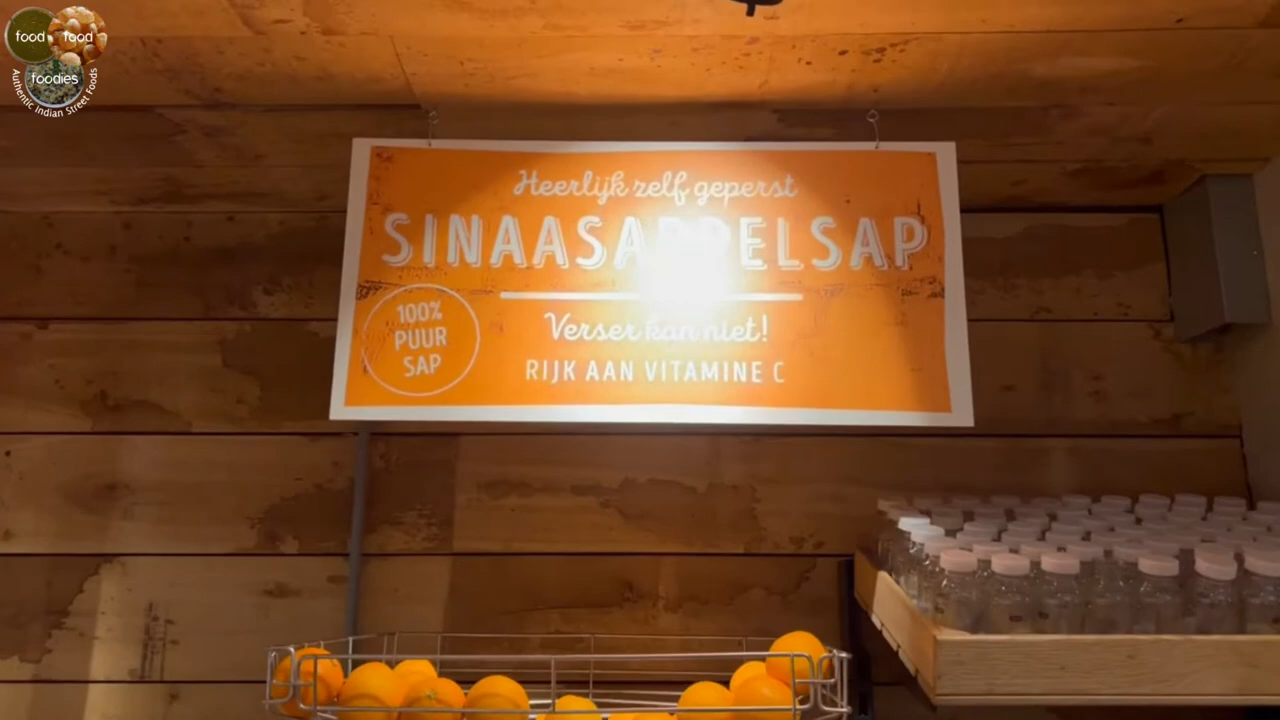 food food
foodies
Authentic Indian Street Foods
Heerlijk zelf geperst
SINAASAPPELSAP
Verser kan niet!
RIJK AAN VITAMINE C
100%
PUUR
SAP